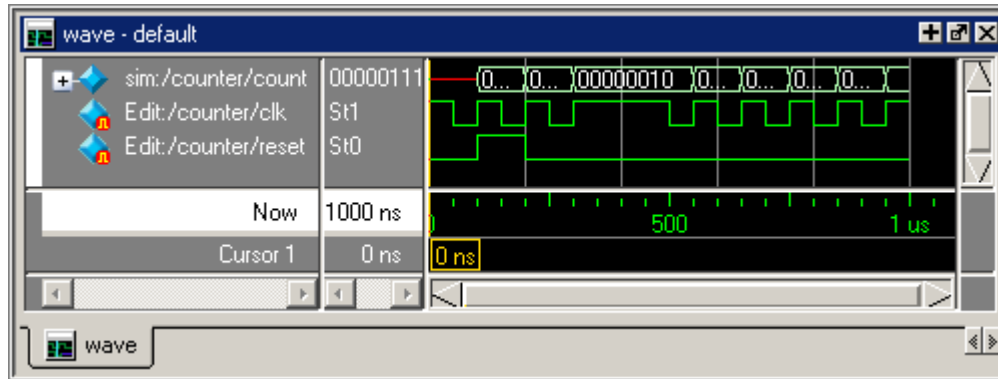 wave - default
sim:/counter/count 00000111 0... 0... 00000010 0... 0... 0... 0...
Edit:/counter/clk St1
Edit:/counter/reset St0
Now 1000 ns 500 1 us
Cursor 1 0 ns 0 ns
wave